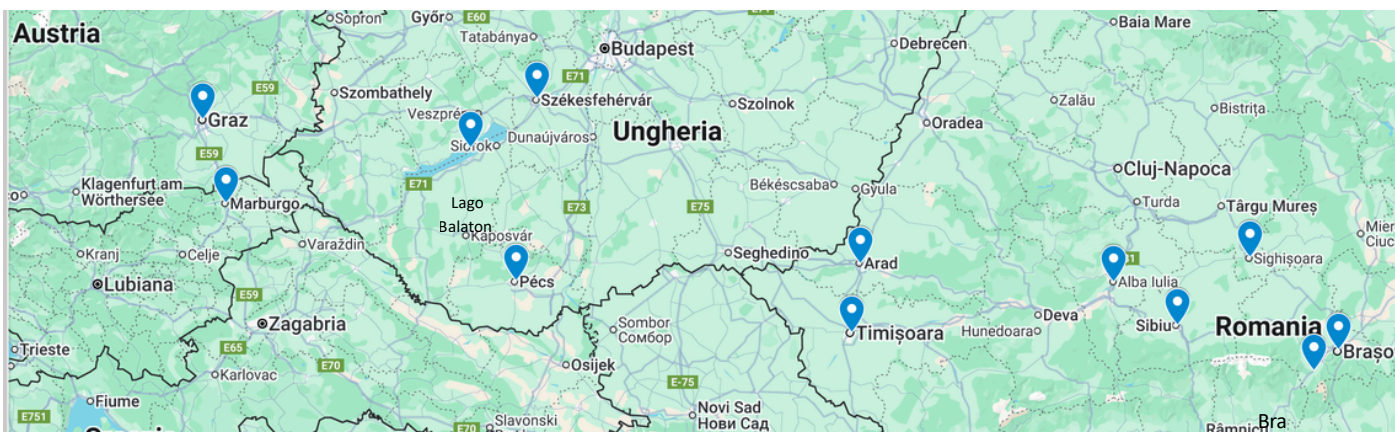 Austria
Sopron
Győr
E60
Tatabánya
Budapest
E71
Debrecen
Baia Mare
E59
Szombathely
Székesfehérvár
Veszprém
Szolnok
Zalău
Bistrița
Graz
Siófok
Dunaújváros
Ungheria
Oradea
E59
Klagenfurt am
Wörthersee
Marburgo
E71
Lago
Balaton
E73
E75
Békéscsaba
Gyula
Cluj-Napoca
Turda
Târgu Mureș
Kranj
Celje
Varaždin
Kaposvár
Seghedino
Arad
Sighișoara
Lubiana
E59
Pécs
Alba Iulia
Zagabria
Sombor
Сомбор
Timișoara
Deva
Hunedoara
Sibiu
Romania
Trieste
E65
E70
Karlovac
Osijek
E-75
Fiume
E751
E70
Slavonski
Novi Sad
Нови Сад
Bra